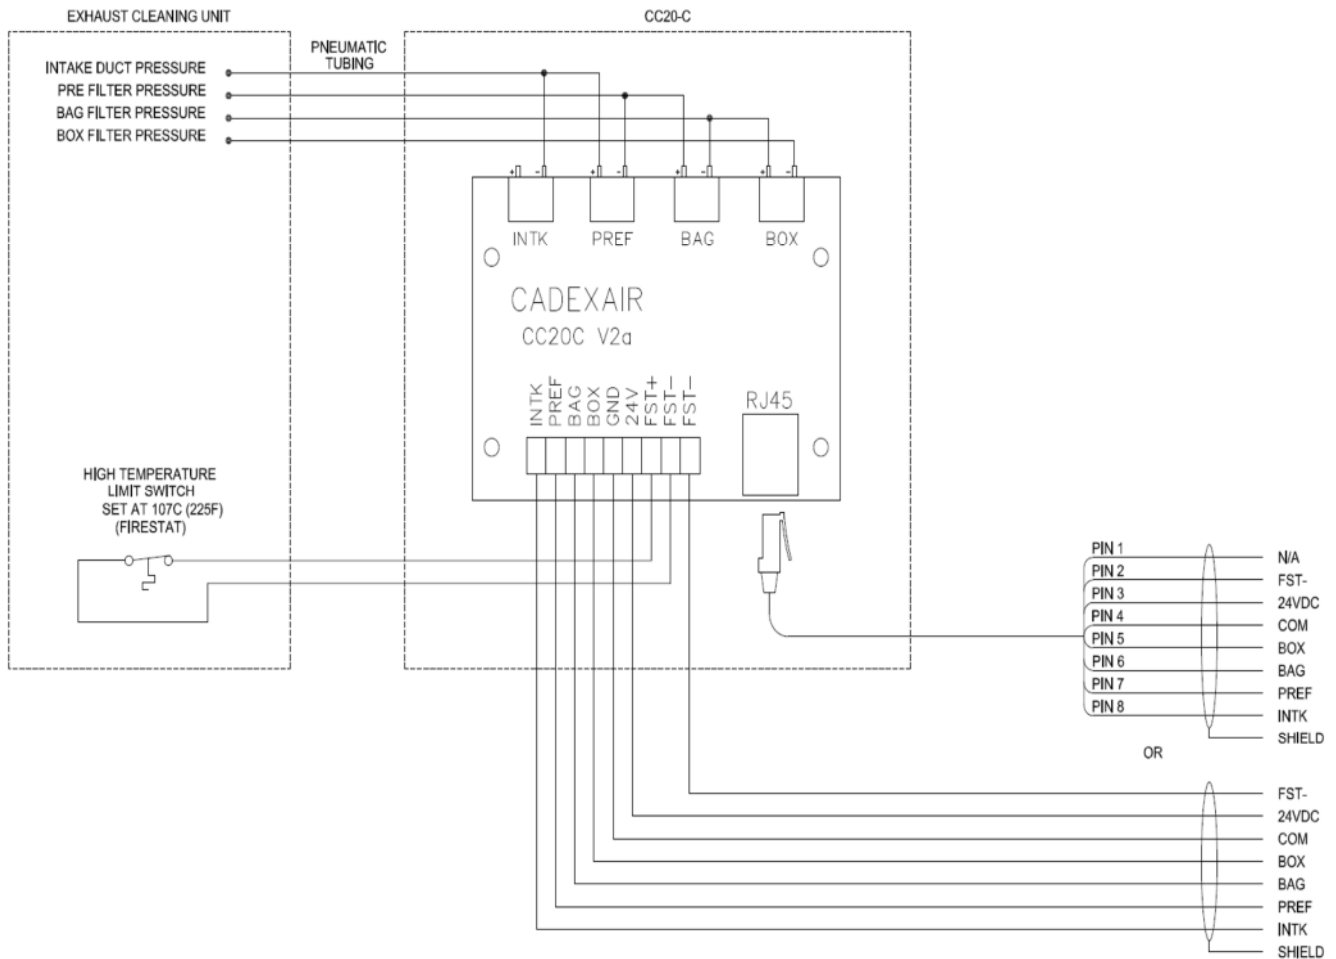 EXHAUST CLEANING UNIT
CC20-C
PNEUMATIC
TUBING
INTAKE DUCT PRESSURE
PRE FILTER PRESSURE
BAG FILTER PRESSURE
BOX FILTER PRESSURE
+ - + - + - + -
INTK PREF BAG BOX
CADEXAIR
CC20C V2a
INTK
PREF
BAG
BOX
GND
24V
FST+
FST-
FST-
RJ45
HIGH TEMPERATURE
LIMIT SWITCH
SET AT 107C (225F)
(FIRESTAT)
PIN 1 N/A
PIN 2 FST-
PIN 3 24VDC
PIN 4 COM
PIN 5 BOX
PIN 6 BAG
PIN 7 PREF
PIN 8 INTK
SHIELD
OR
FST-
24VDC
COM
BOX
BAG
PREF
INTK
SHIELD